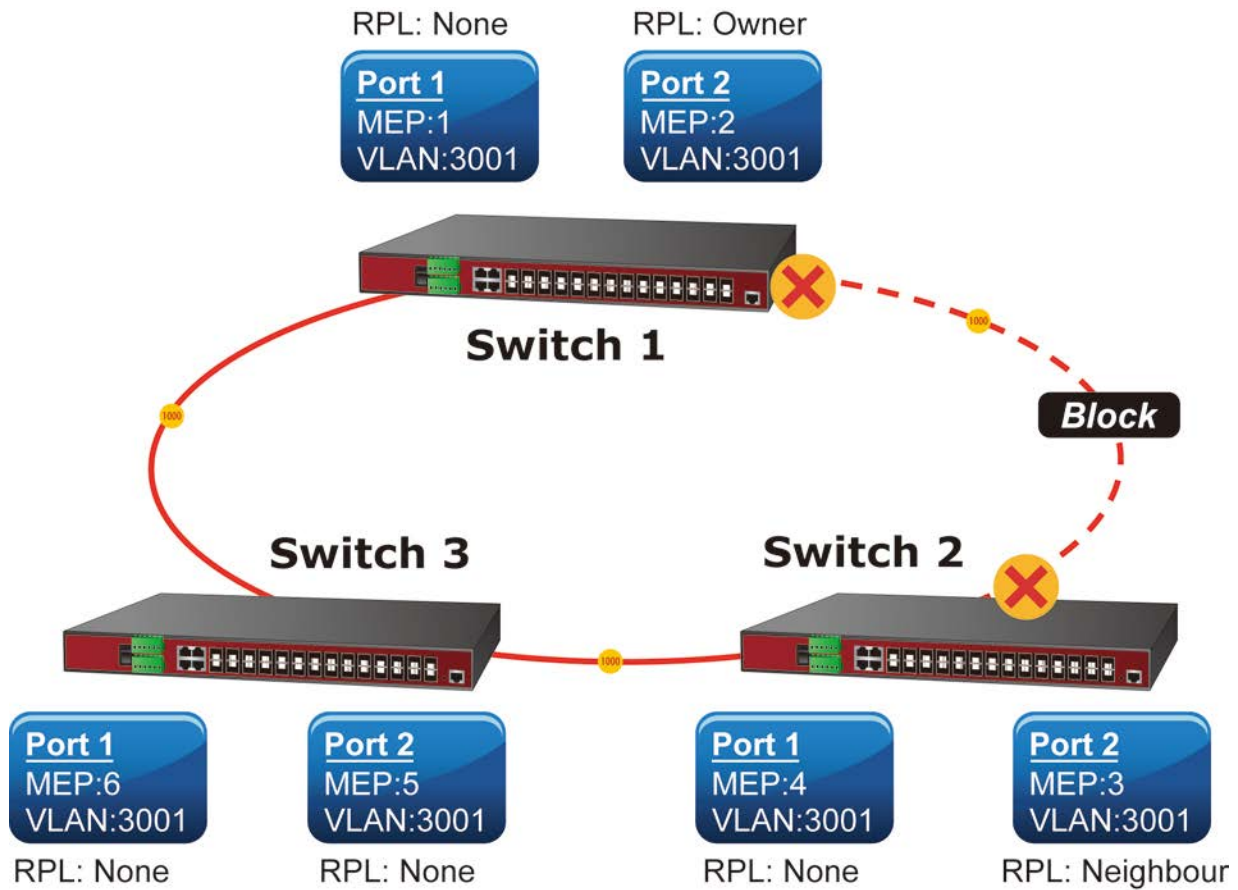 RPL: None
RPL: Owner
Port 1
MEP:1
VLAN:3001
Port 2
MEP:2
VLAN:3001
1000
Switch 1
Block
1000
Switch 3
Switch 2
1000
Port 1
MEP:6
VLAN:3001
Port 2
MEP:5
VLAN:3001
Port 1
MEP:4
VLAN:3001
Port 2
MEP:3
VLAN:3001
RPL: None
RPL: None
RPL: None
RPL: Neighbour